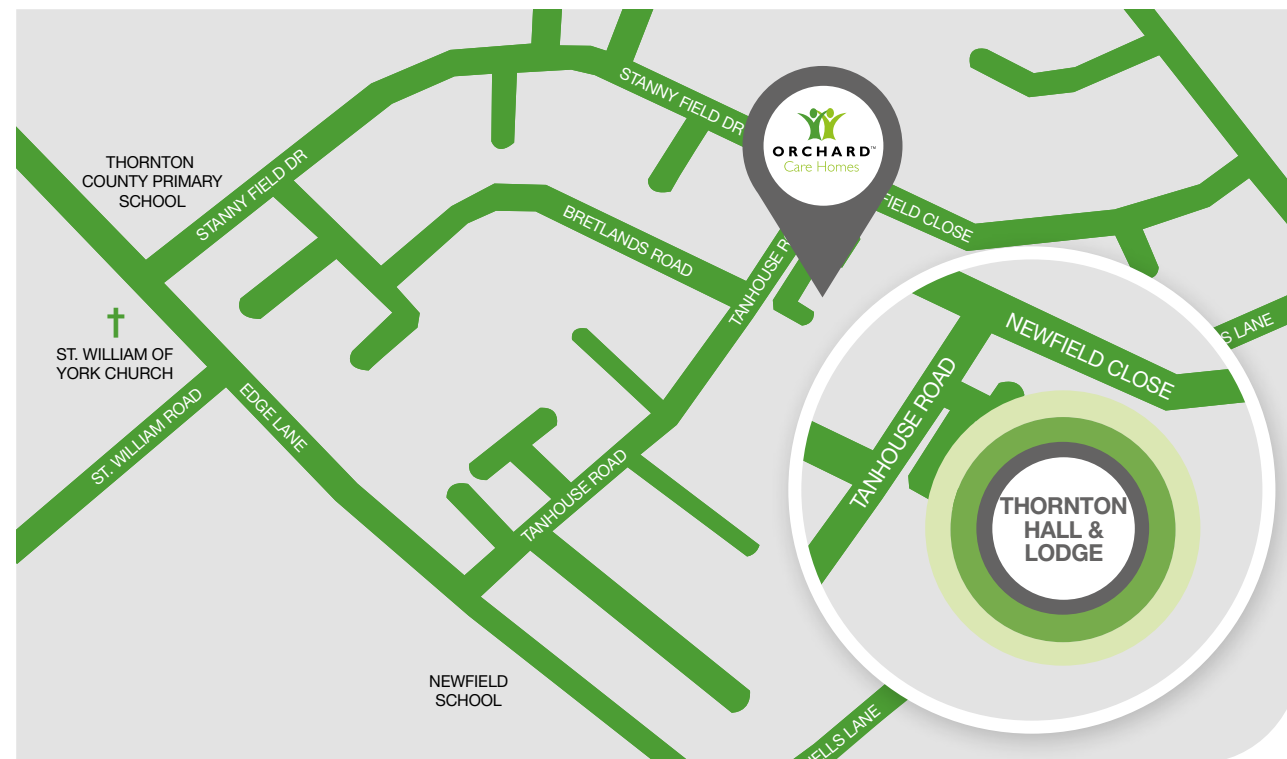 STANNY FIELD DR
ORCHARD™
Care Homes
THORNTON
COUNTY PRIMARY
SCHOOL
STANNY FIELD DR
FIELD CLOSE
BRETLANDS ROAD
TANHOUSE R
ST. WILLIAM OF
YORK CHURCH
ST. WILLIAM ROAD
EDGE LANE
NEWFIELD CLOSE
S LANE
TANHOUSE ROAD
TANHOUSE ROAD
THORNTON
HALL &
LODGE
NEWFIELD
SCHOOL
ELLS LANE